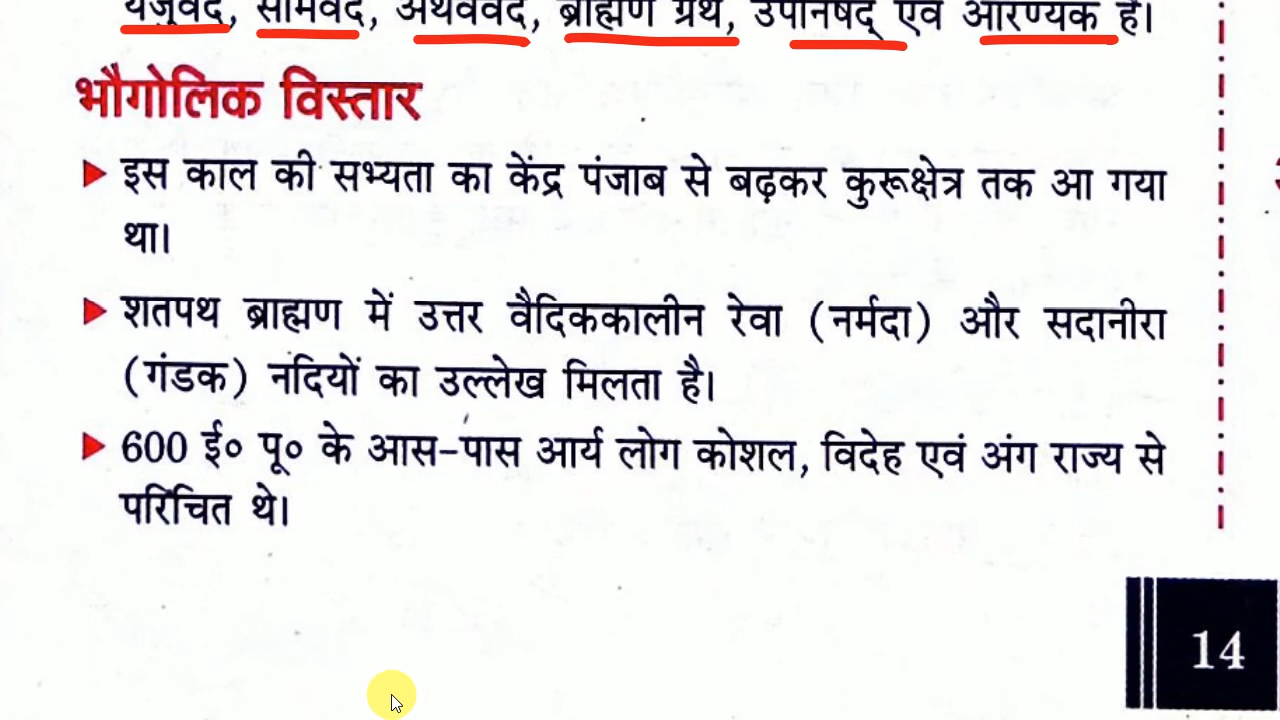 यजुर्वेद, सामवेद, अथर्ववेद, ब्राह्मण ग्रंथ, उपनिषद् एवं आरण्यक हैं।
भौगोलिक विस्तार
इस काल की सभ्यता का केंद्र पंजाब से बढ़कर कुरूक्षेत्र तक आ गया
था।
शतपथ ब्राह्मण में उत्तर वैदिककालीन रेवा (नर्मदा) और सदानीरा
(गंडक) नदियों का उल्लेख मिलता है।
600 ई० पू० के आस-पास आर्य लोग कोशल, विदेह एवं अंग राज्य से
परिचित थे।
14